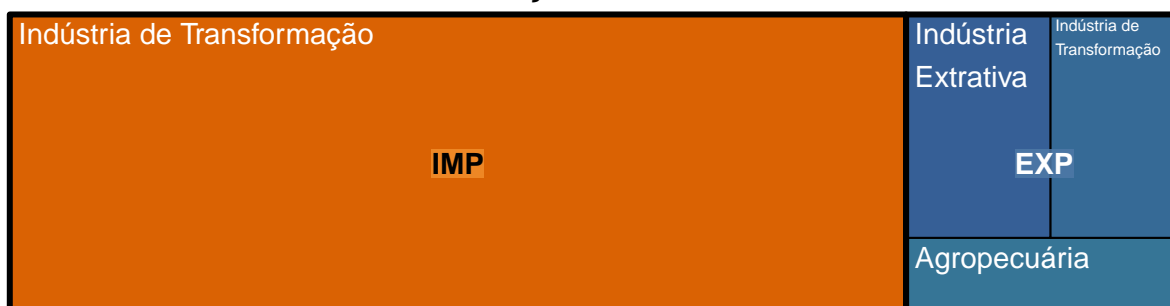 Indústria de Transformação
IMP
Indústria
Extrativa
Indústria de
Transformação
EXP
Agropecuária